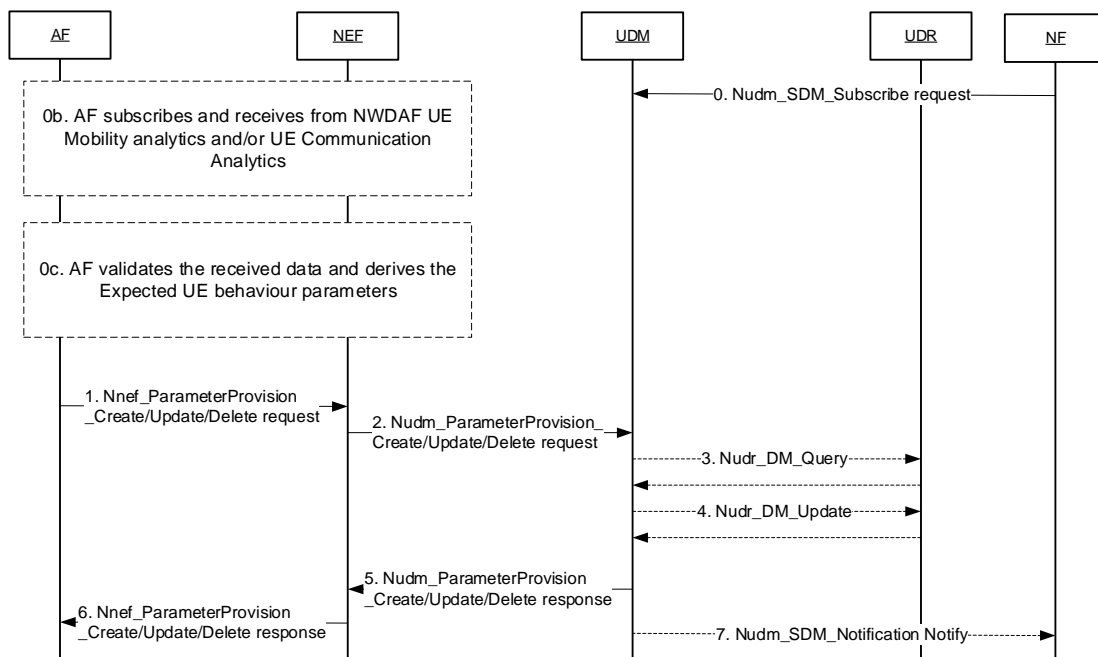 AF
NEF
UDM
UDR
NF
0. Nudm_SDM_Subscribe request
0b. AF subscribes and receives from NWDAF UE
Mobility analytics and/or UE Communication
Analytics
0c. AF validates the received data and derives the
Expected UE behaviour parameters
1. Nnef_ParameterProvision
_Create/Update/Delete request
2. Nudm_ParameterProvision_
Create/Update/Delete request
3. Nudr_DM_Query
4. Nudr_DM_Update
5. Nudm_ParameterProvision
_Create/Update/Delete response
6. Nnef_ParameterProvision
_Create/Update/Delete response
7. Nudm_SDM_Notification Notify